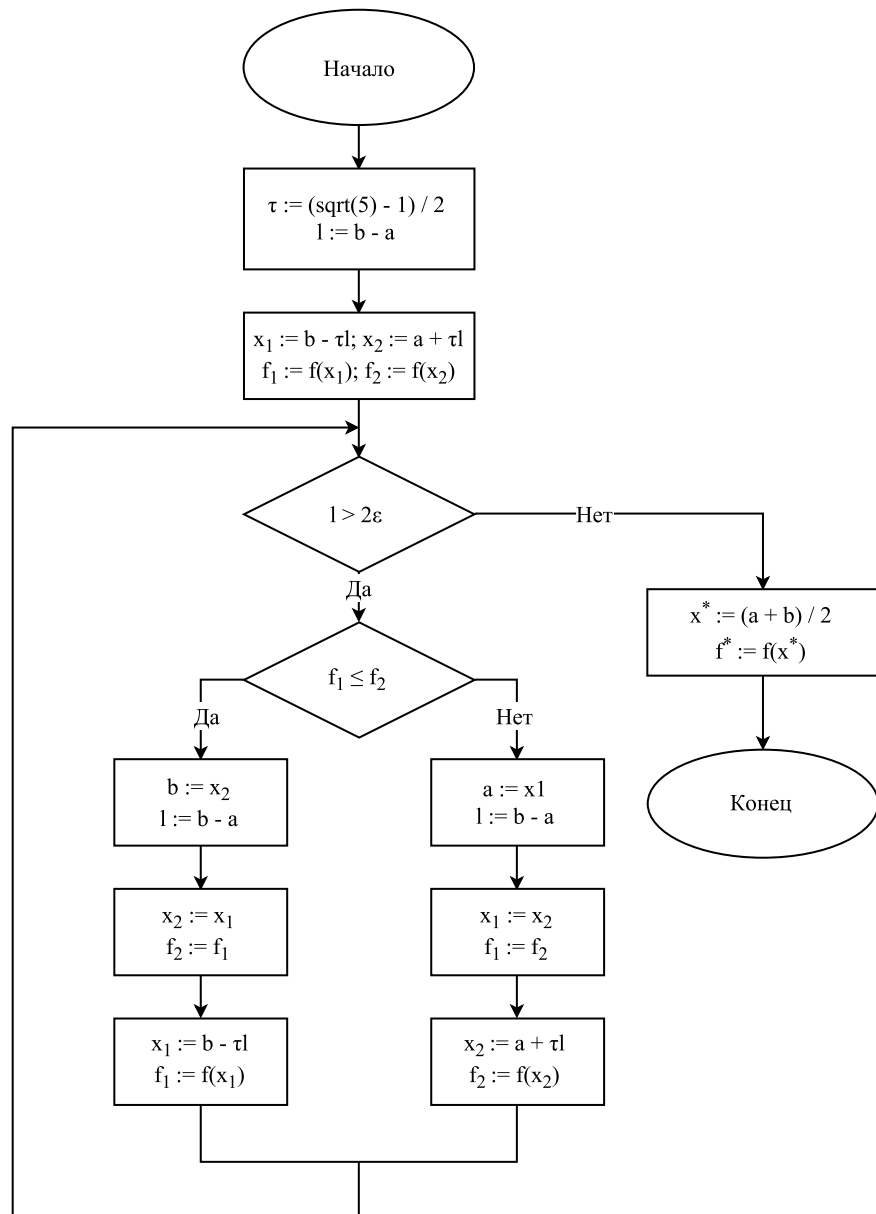 Начало
τ := (sqrt(5) - 1) / 2
l := b - a
x₁ := b - τl; x₂ := a + τl
f₁ := f(x₁); f₂ := f(x₂)
l > 2ε
Нет
Да
x* := (a + b) / 2
f* := f(x*)
f₁ ≤ f₂
Да
Нет
b := x₂
l := b - a
a := x1
l := b - a
Конец
x₂ := x₁
f₂ := f₁
x₁ := x₂
f₁ := f₂
x₁ := b - τl
f₁ := f(x₁)
x₂ := a + τl
f₂ := f(x₂)